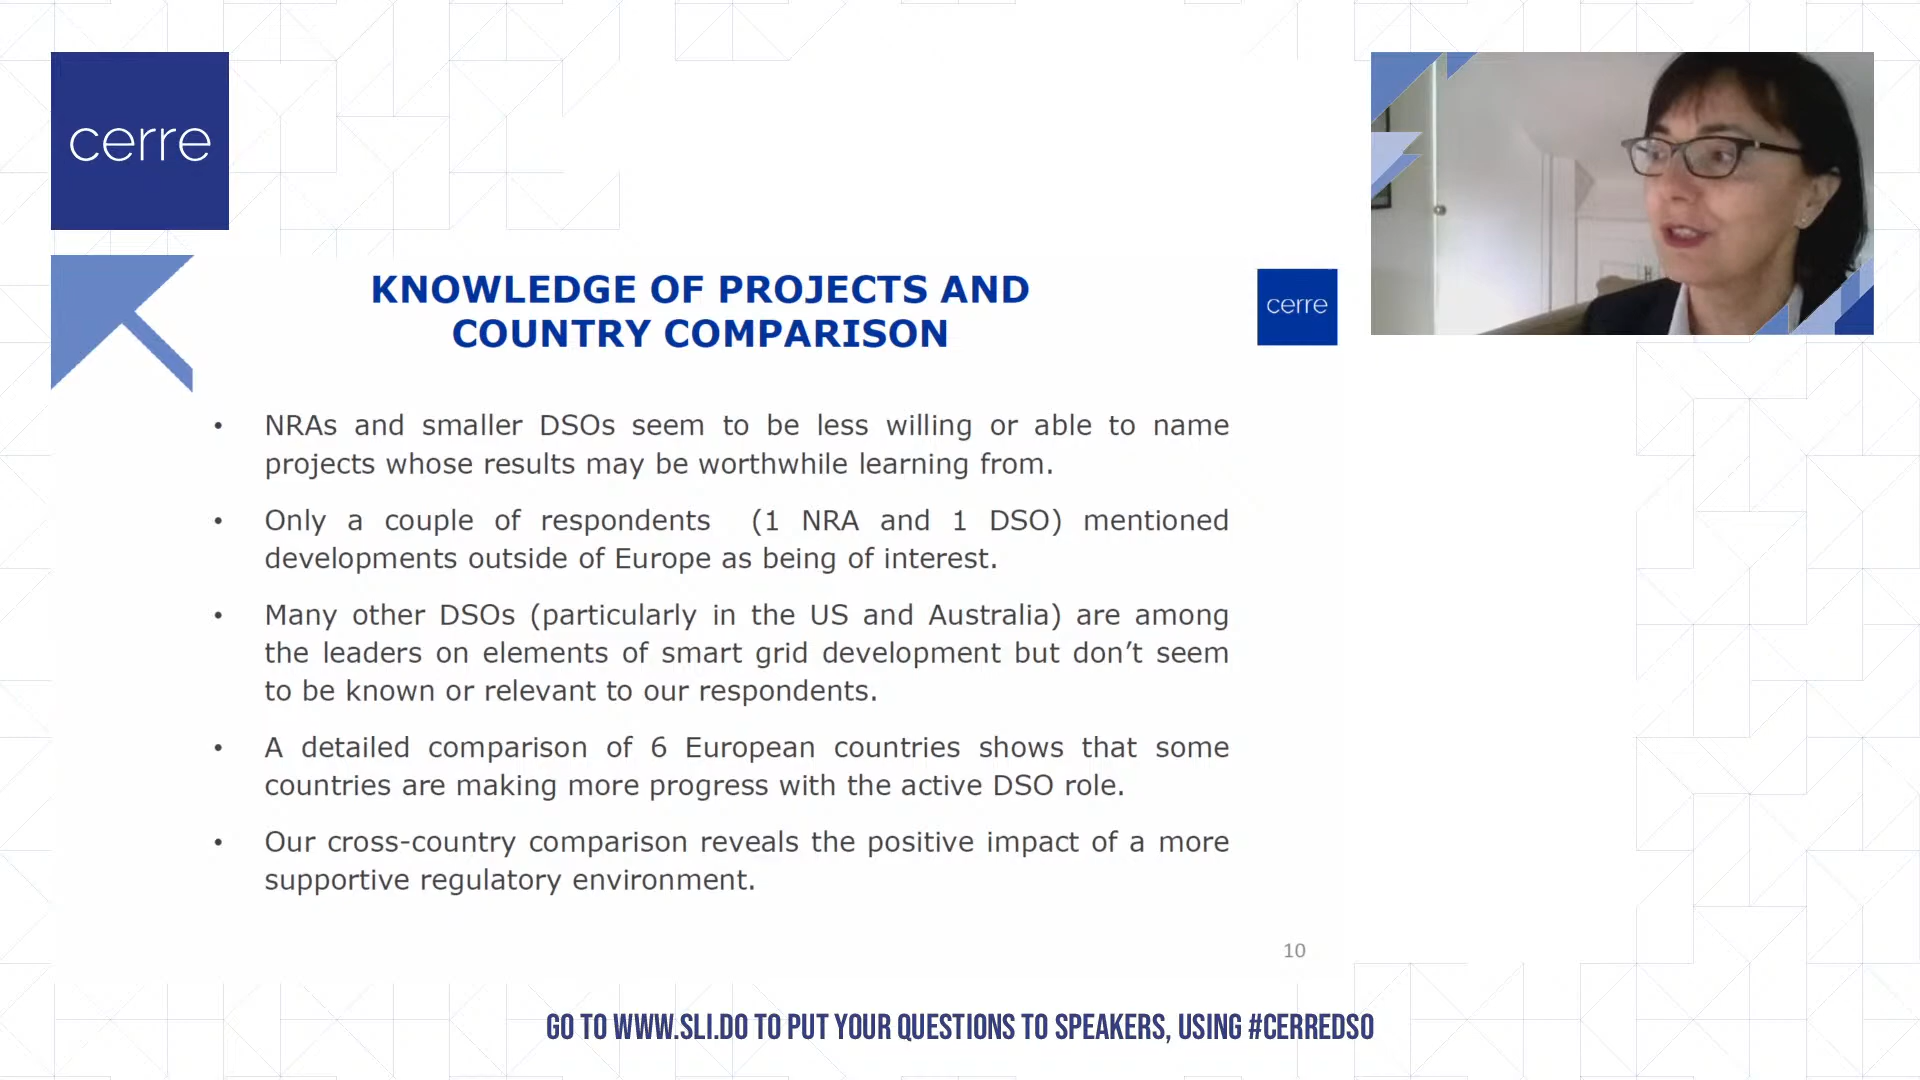 cerre
KNOWLEDGE OF PROJECTS AND
COUNTRY COMPARISON
cerre
• NRAs and smaller DSOs seem to be less willing or able to name
projects whose results may be worthwhile learning from.
• Only a couple of respondents (1 NRA and 1 DSO) mentioned
developments outside of Europe as being of interest.
• Many other DSOs (particularly in the US and Australia) are among
the leaders on elements of smart grid development but don’t seem
to be known or relevant to our respondents.
• A detailed comparison of 6 European countries shows that some
countries are making more progress with the active DSO role.
• Our cross-country comparison reveals the positive impact of a more
supportive regulatory environment.
10
GO TO WWW.SLI.DO TO PUT YOUR QUESTIONS TO SPEAKERS, USING #CERREDSO